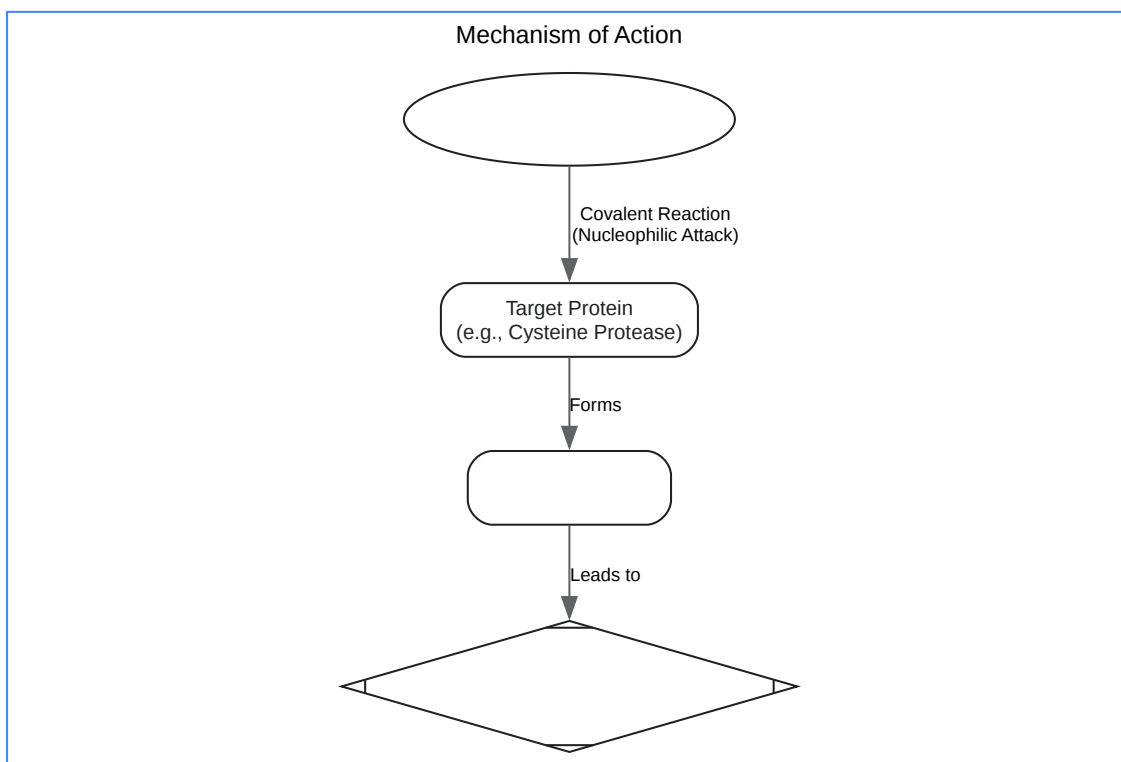 Mechanism of Action
Covalent Reaction
(Nucleophilic Attack)
Target Protein
(e.g., Cysteine Protease)
Forms
Leads to